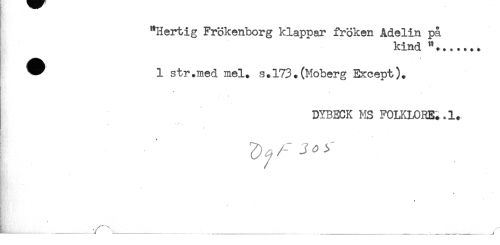 "Hertig Frökenborg klappar fröken Adelin på
kind ".......
1 str.med mel. s.173.(Moberg Except).
DYBECK MS FOLKLORE..1.
DgF 305